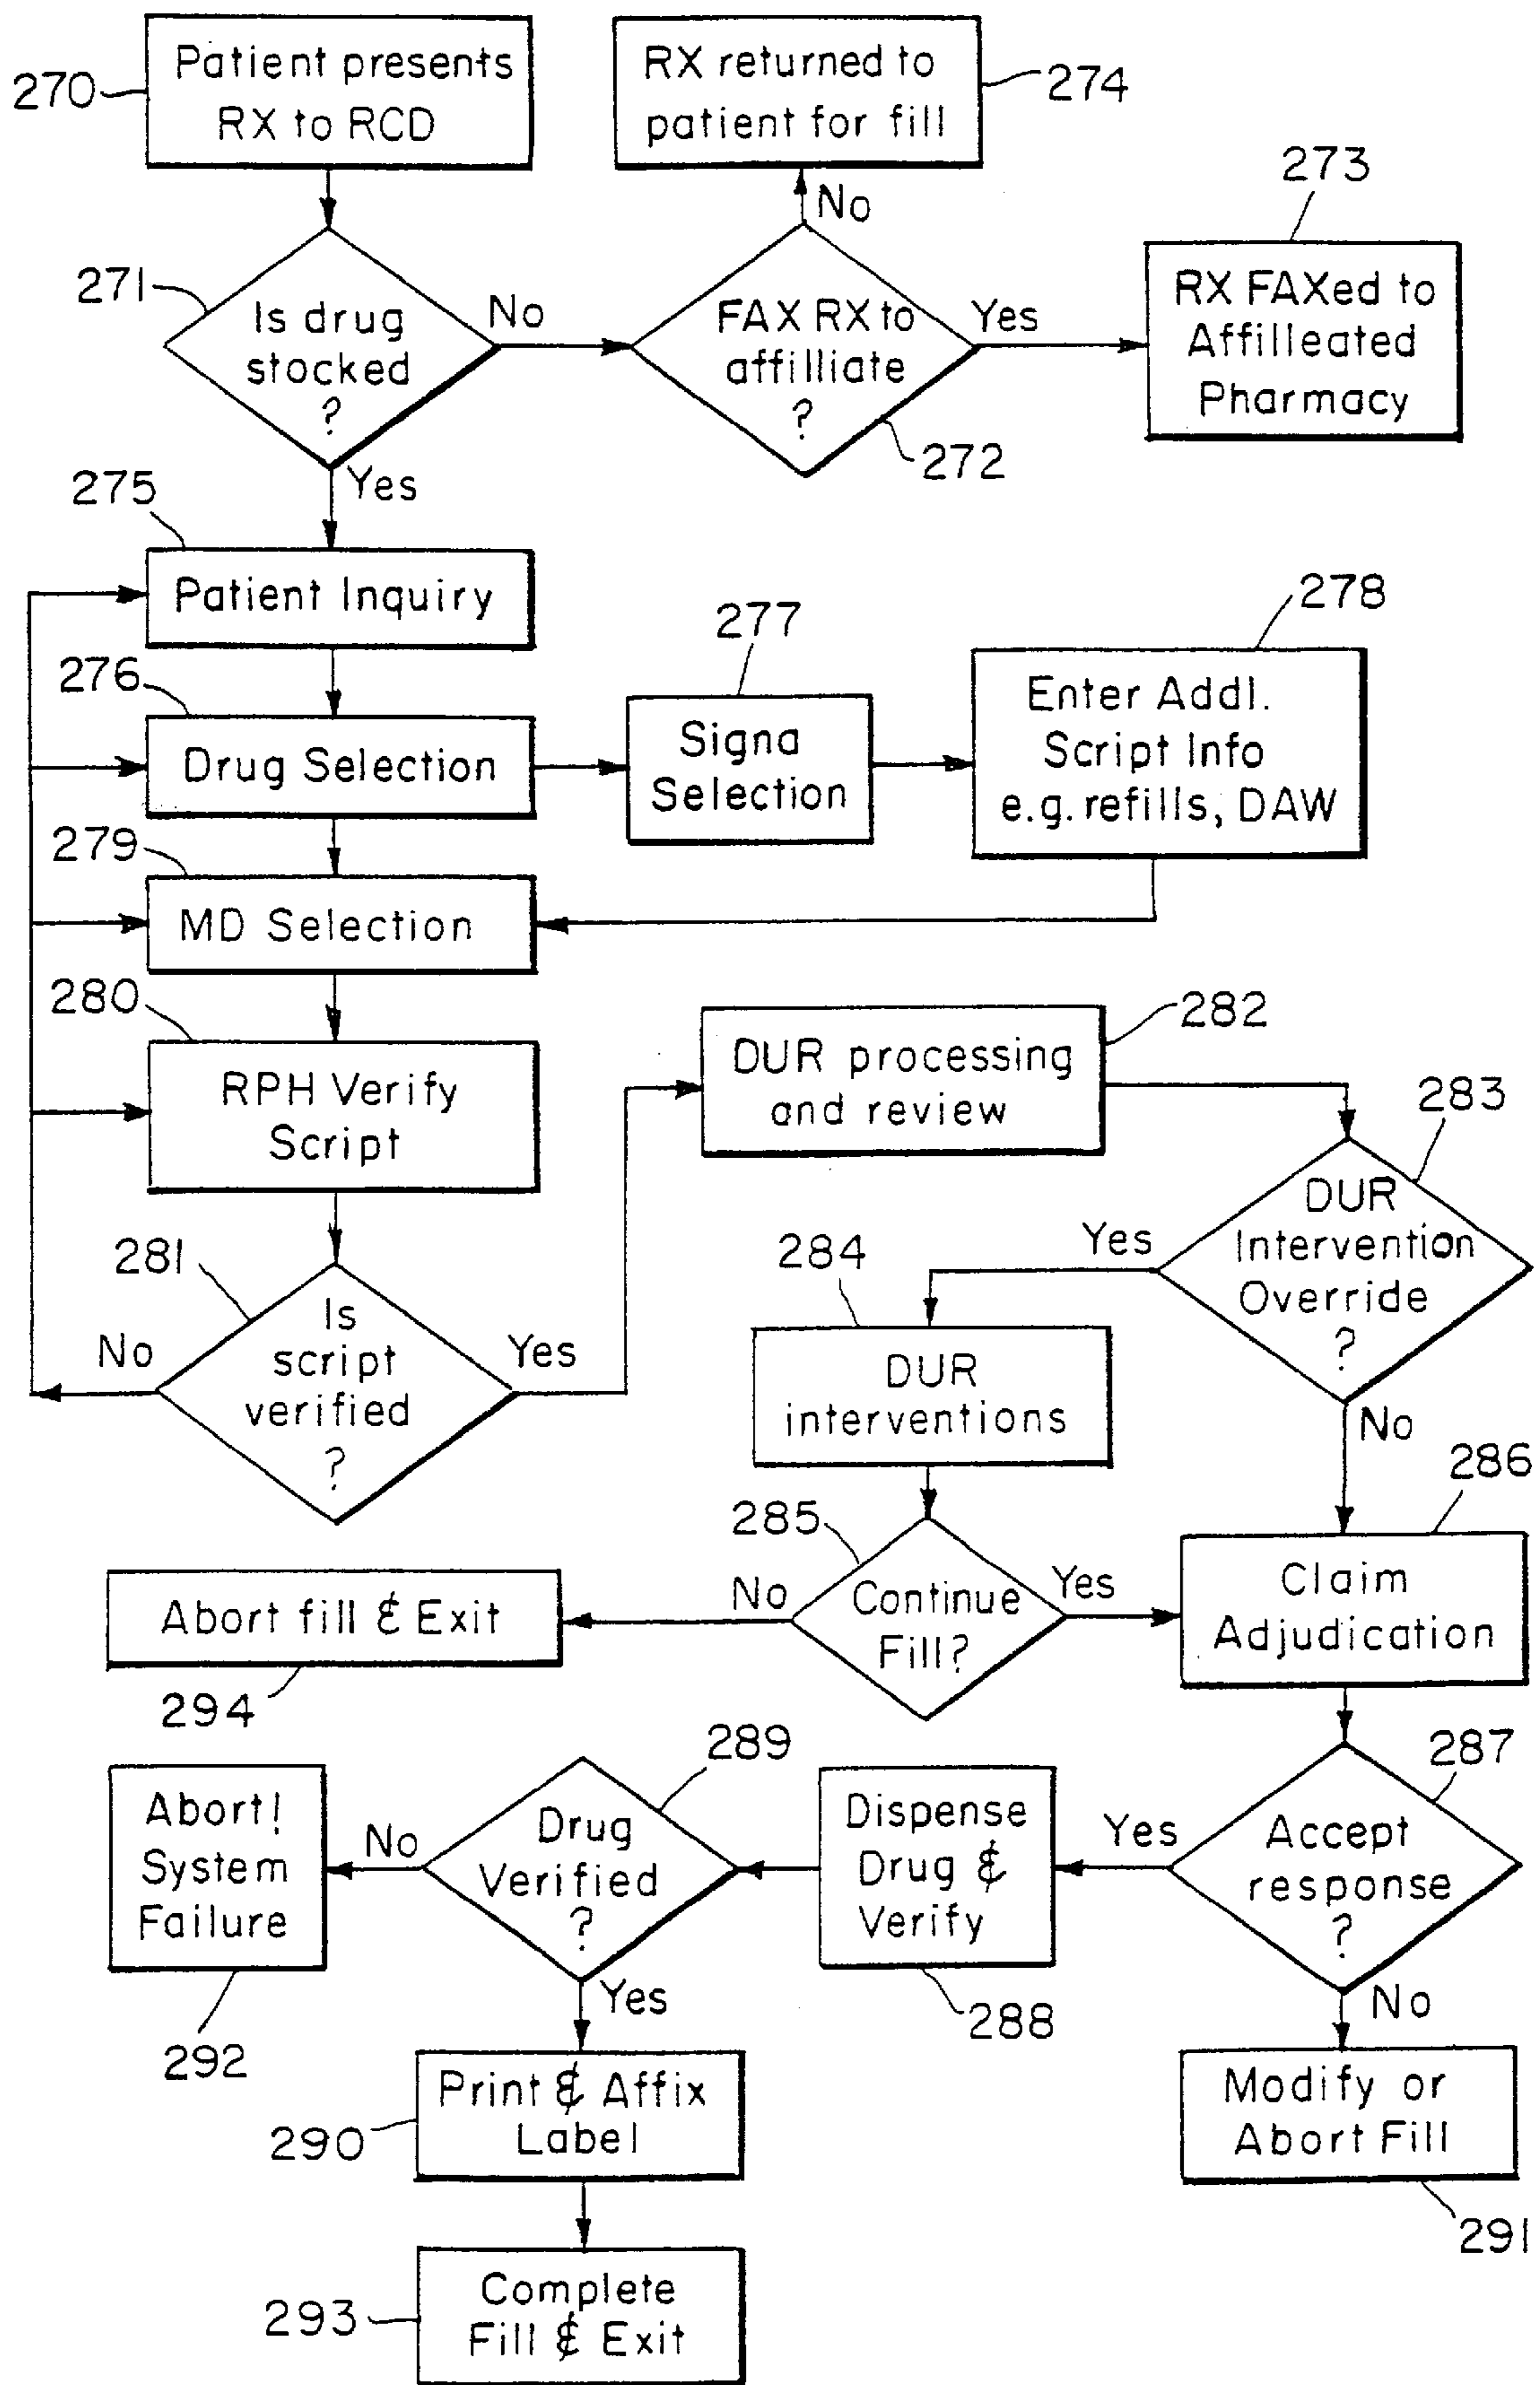 270
Patient presents
RX to RCD
RX returned to
patient for fill
274
273
271
Is drug
stocked
?
No
FAX RX to
affilliate
?
No
Yes
272
RX FAXed to
Affilleated
Pharmacy
Yes
275
Patient Inquiry
276
Drug Selection
277
Signa
Selection
278
Enter Addl.
Script Info
e.g. refills, DAW
279
MD Selection
280
RPH Verify
Script
282
DUR processing
and review
283
DUR
Intervention
Override
?
Yes
No
281
Is
script
verified
?
No
Yes
284
DUR
interventions
285
Continue
Fill?
No
Yes
286
Claim
Adjudication
Abort fill & Exit
294
287
Accept
response
?
Yes
No
Dispense
Drug &
Verify
288
289
Drug
Verified
?
No
Yes
Abort!
System
Failure
292
Print & Affix
Label
290
Modify or
Abort Fill
291
Complete
Fill & Exit
293